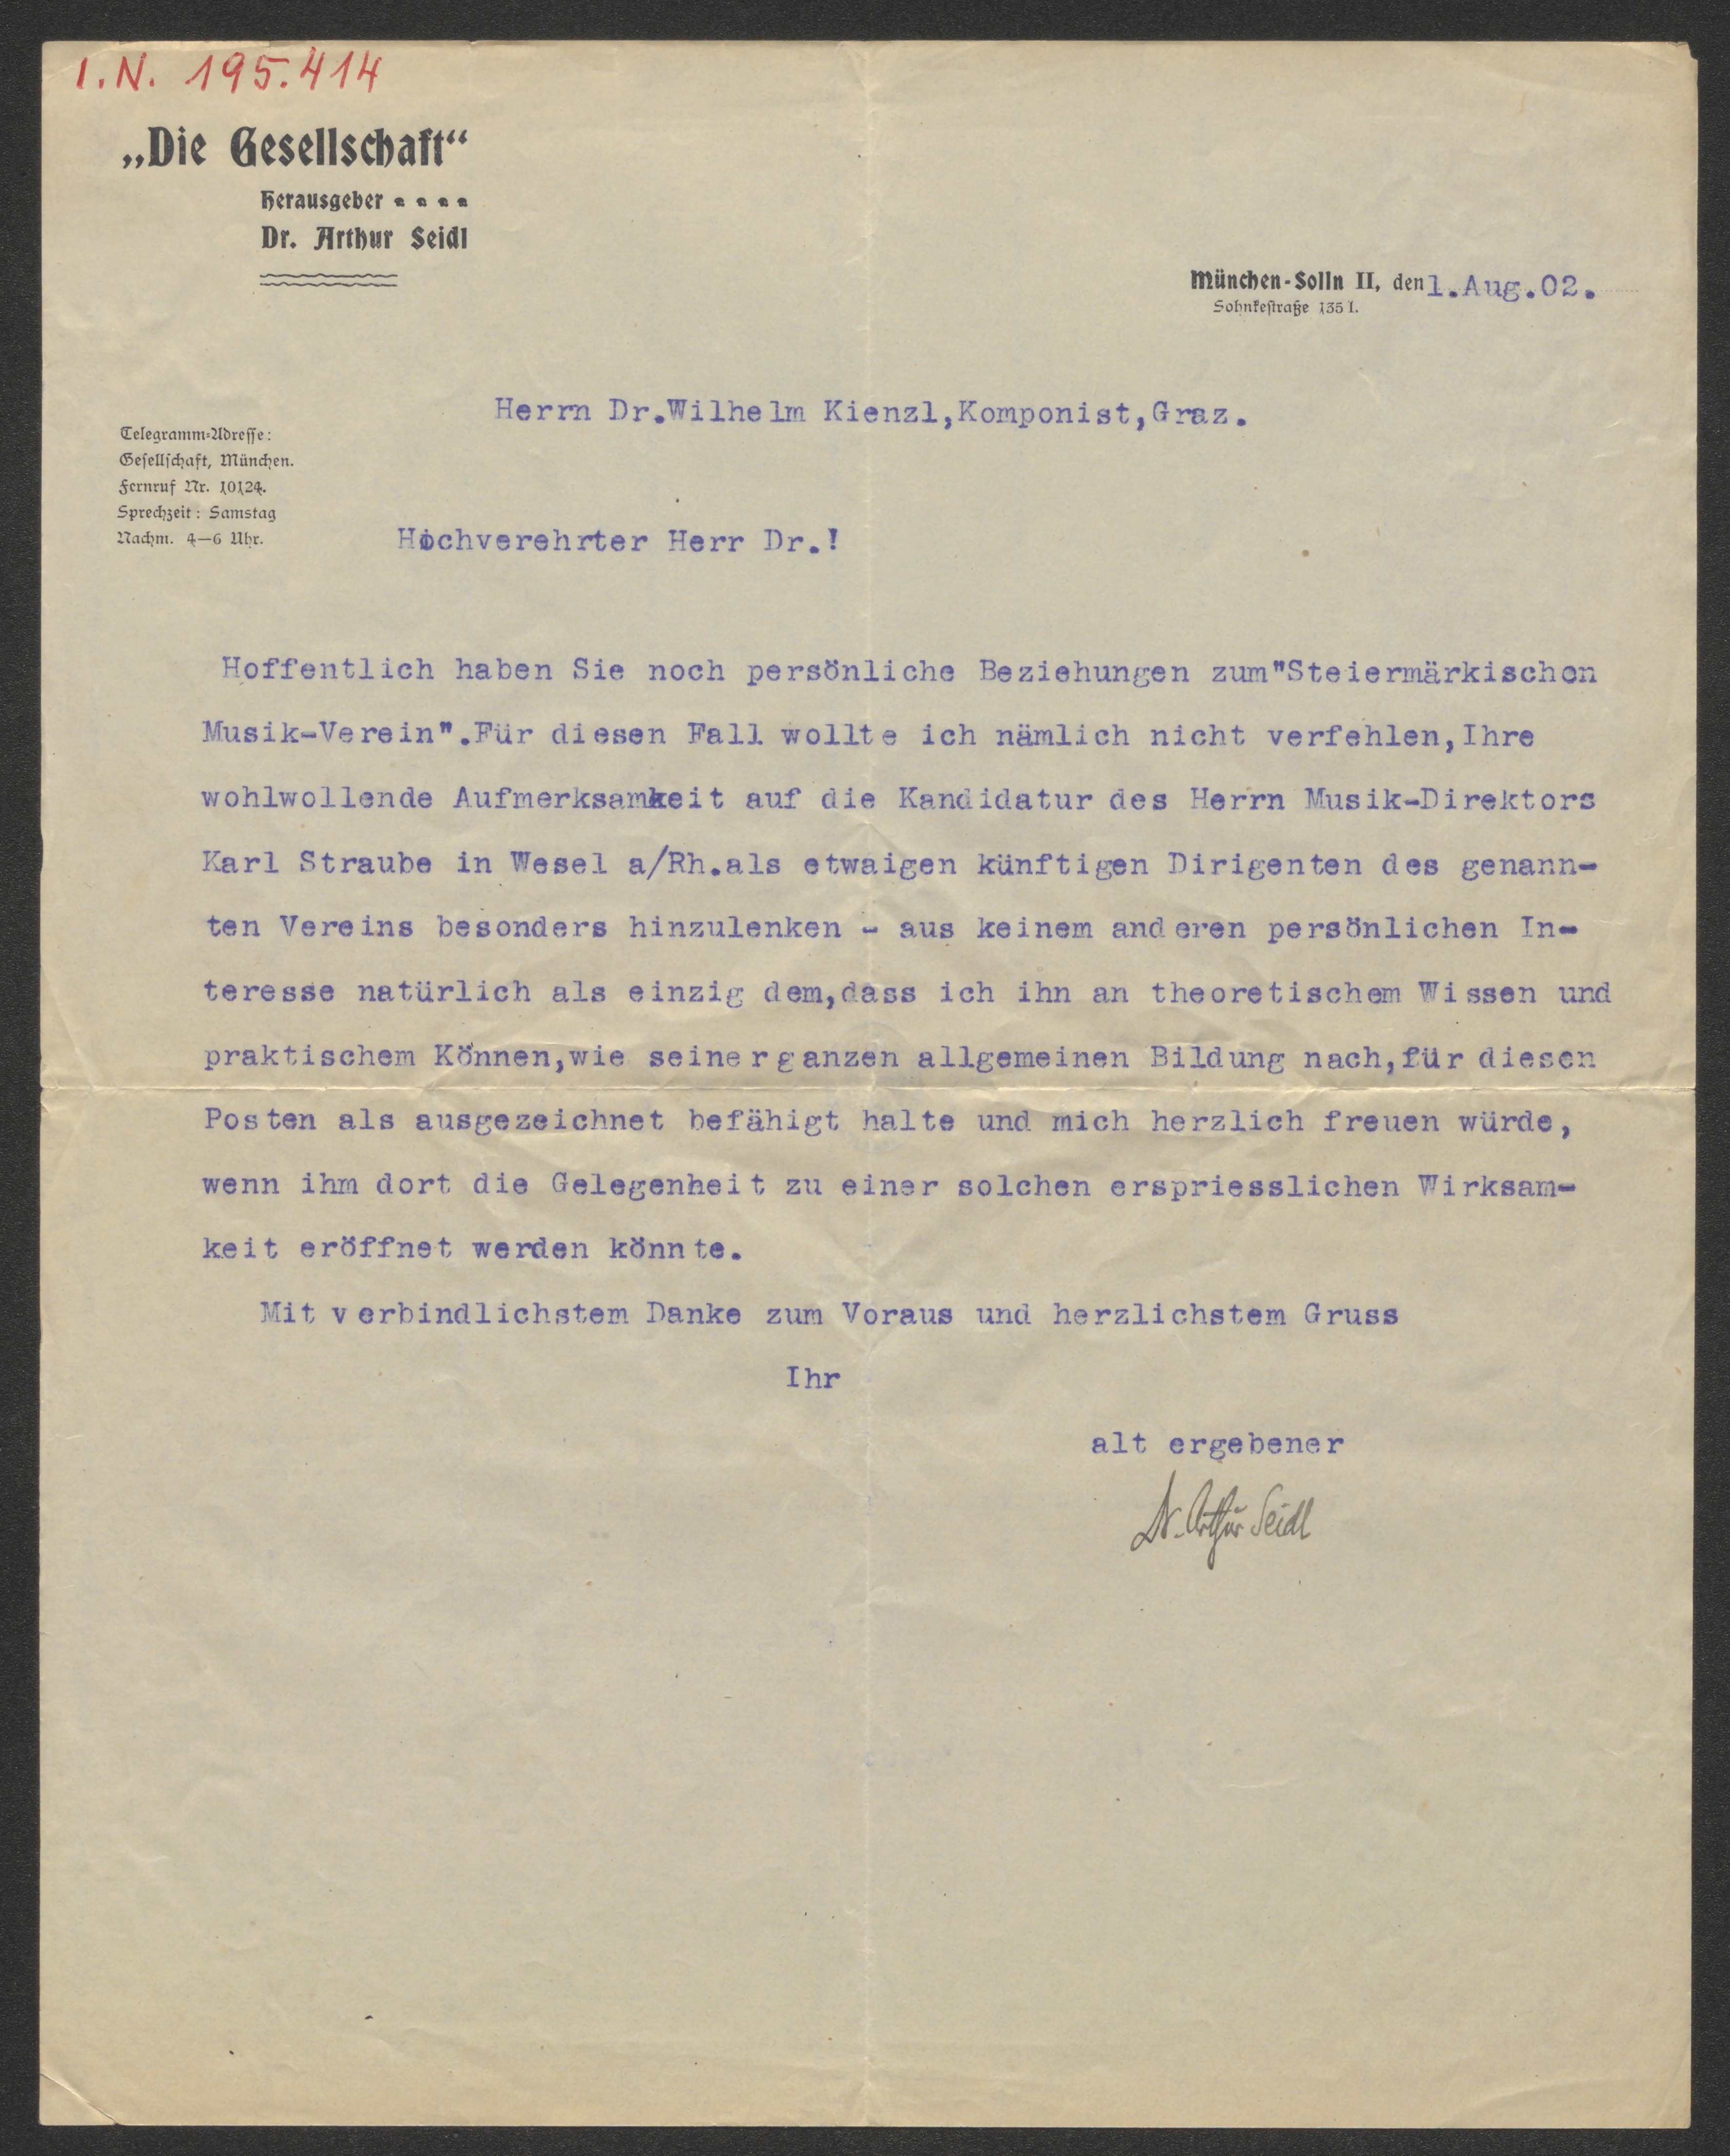 I.N. 195.414
„Die Gesellschaft“
Herausgeber
Dr. Arthur Seidl
München-Solln II, den 1.Aug.02.
Sohnkestraße 135 I.
Herrn Dr.Wilhelm Kienzl,Komponist,Graz.
Telegramm-Adresse:
Gesellschaft, München.
Fernruf Nr. 10124.
Sprechzeit: Samstag
Nachm. 4—6 Uhr.
Hochverehrter Herr Dr.!
Hoffentlich haben Sie noch persönliche Beziehungen zum"Steiermärkischen
Musik-Verein".Für diesen Fall wollte ich nämlich nicht verfehlen,Ihre
wohlwollende Aufmerksamkeit auf die Kandidatur des Herrn Musik-Direktors
Karl Straube in Wesel a/Rh.als etwaigen künftigen Dirigenten des genann-
ten Vereins besonders hinzulenken - aus keinem anderen persönlichen In-
teresse natürlich als einzig dem,dass ich ihn an theoretischem Wissen und
praktischem Können,wie seiner ganzen allgemeinen Bildung nach,für diesen
Posten als ausgezeichnet befähigt halte und mich herzlich freuen würde,
wenn ihm dort die Gelegenheit zu einer solchen erspriesslichen Wirksam-
keit eröffnet werden könnte.
Mit verbindlichstem Danke zum Voraus und herzlichstem Gruss
Ihr
alt ergebener
Dr. Arthur Seidl